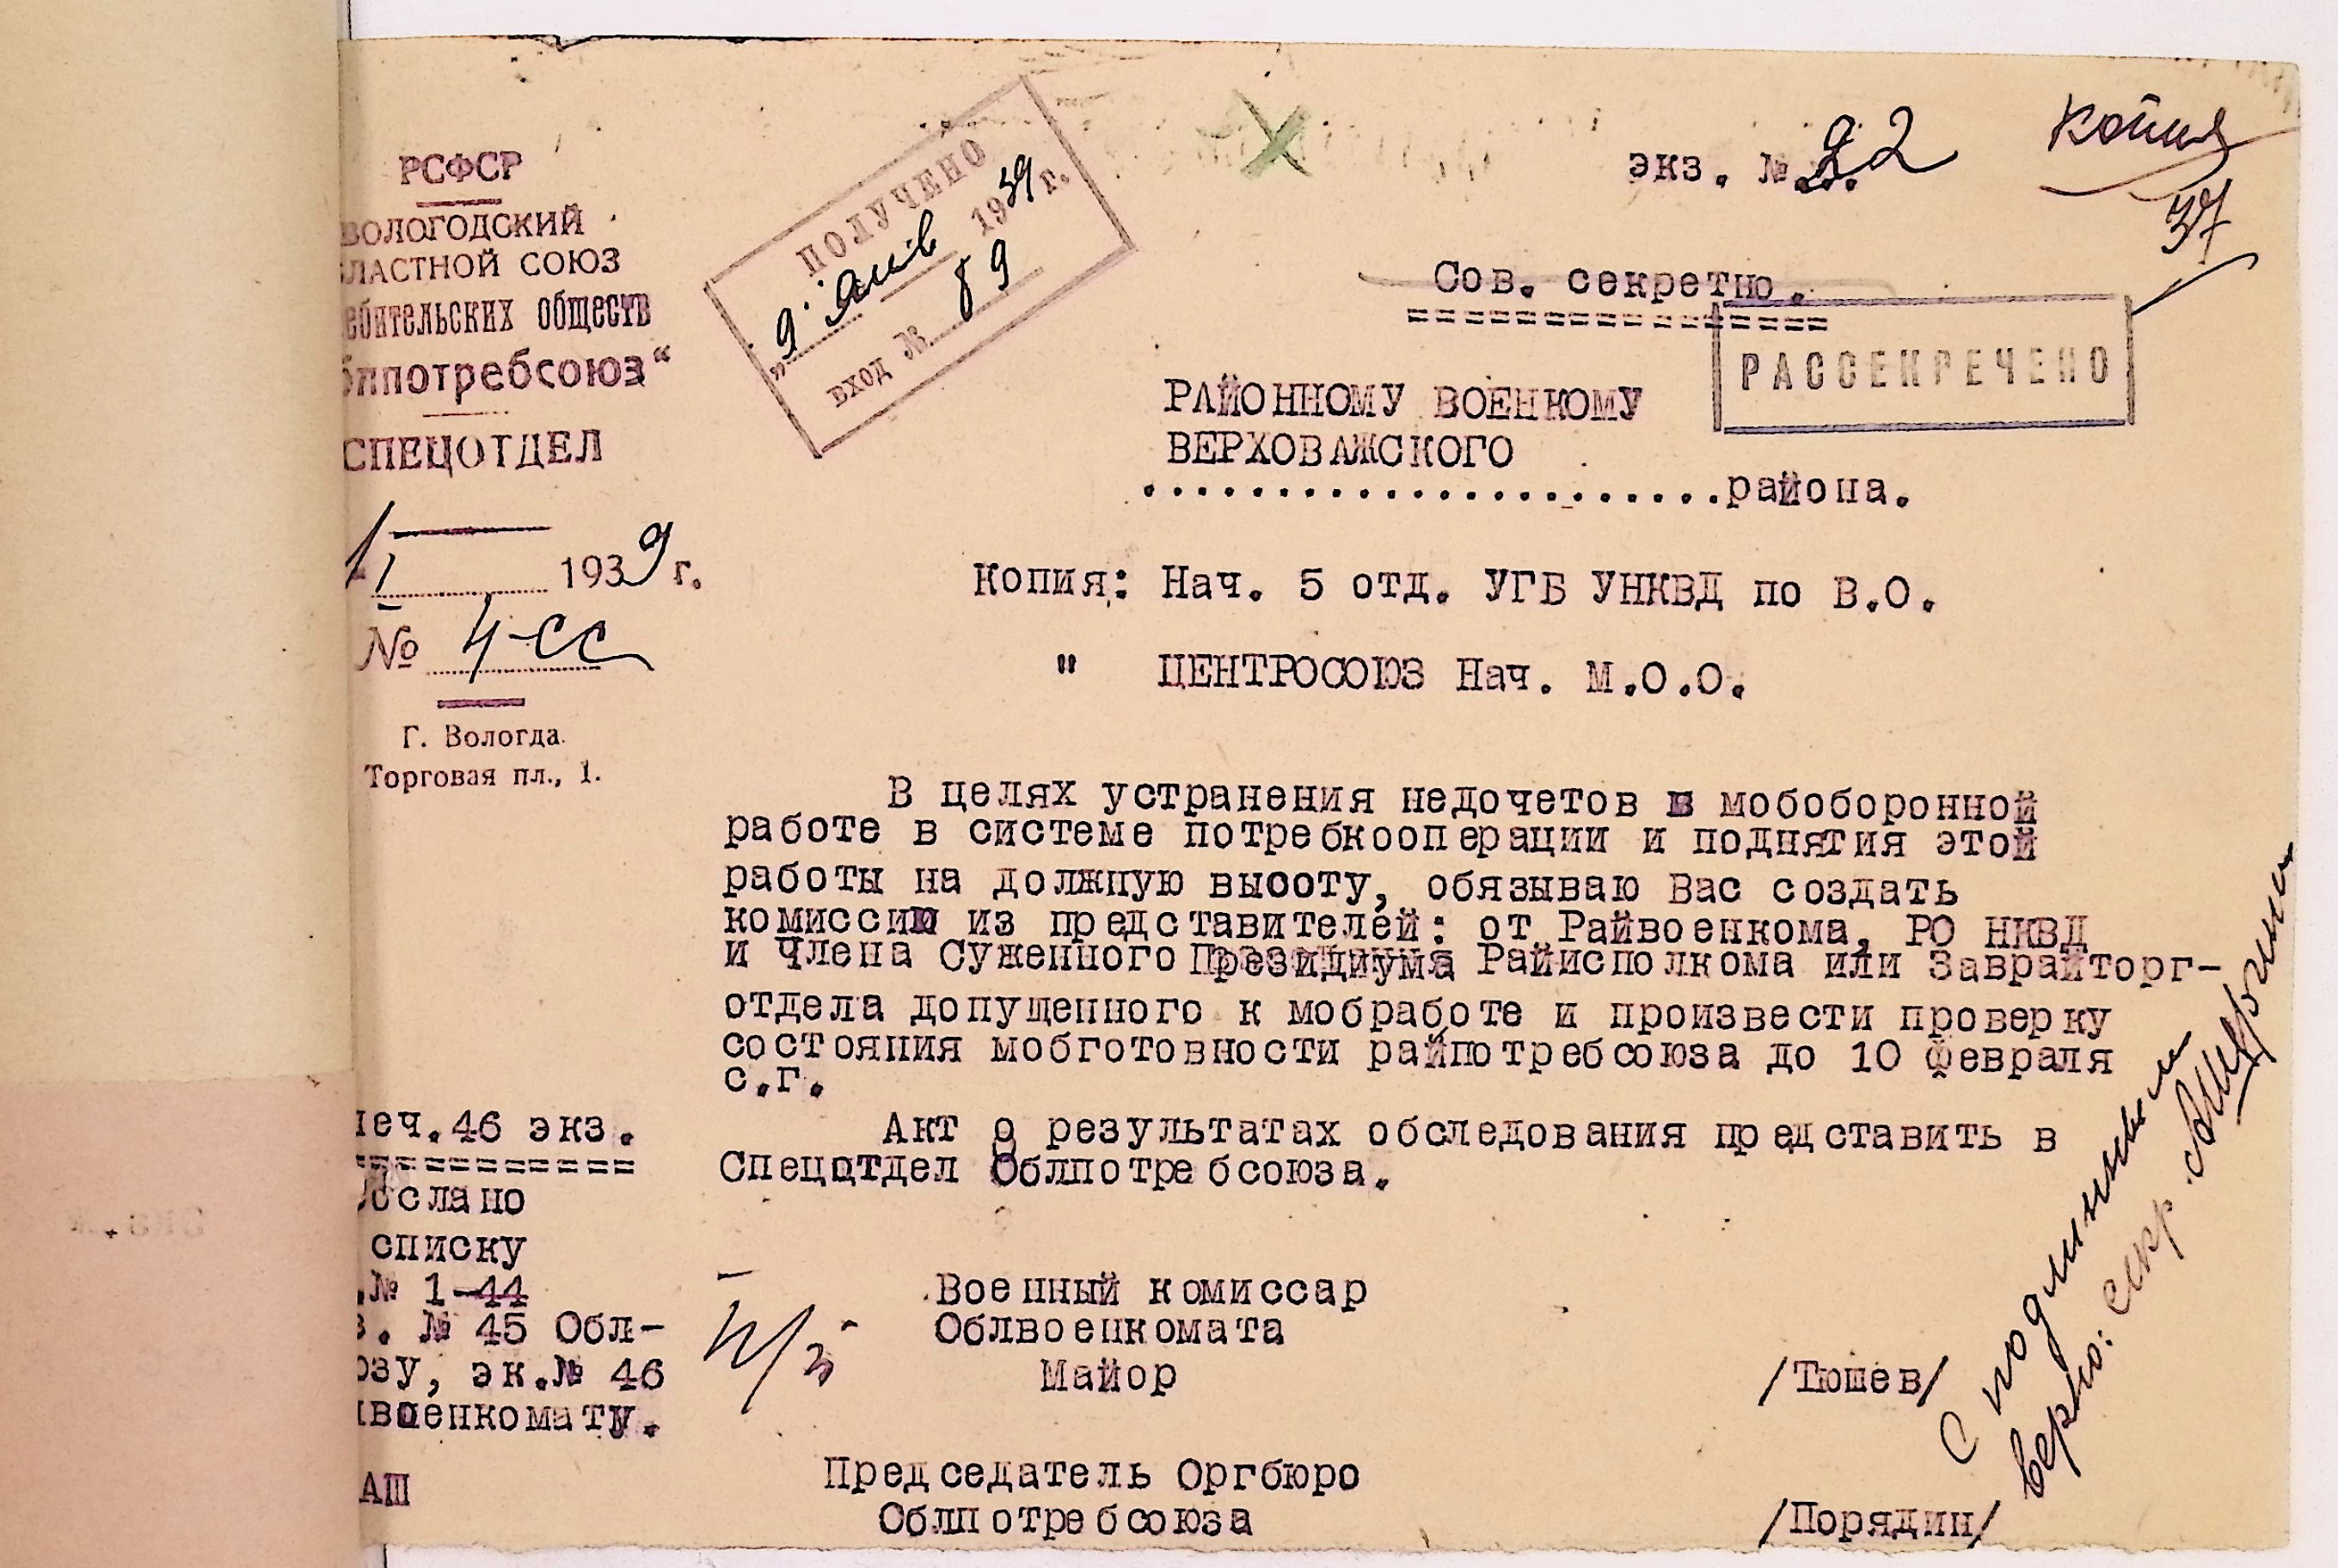 РСФСР
ВОЛОГОДСКИЙ
ЛАСТНОЙ СОЮЗ
ебительских обществ
блпотребсоюз"
СПЕЦОТДЕЛ
1939 г.
№ 4-сс
Г. Вологда
Торговая пл., 1.
ПОЛУЧЕНО
„9" янв 1939 г.
ВХОД № 89
экз. № 22
копия
37
Сов. секретно.
РАССЕКРЕЧЕНО
РАЙОННОМУ ВОЕНКОМУ
ВЕРХОВАЖСКОГО
......................района.
копия: Нач. 5 отд. УГБ УНКВД по В.О.
" ЦЕНТРОСОЮЗ Нач. М.О.О.
В целях устранения недочетов в мобоборонной
работе в системе потребкооперации и поднятия этой
работы на должную высоту, обязываю Вас создать
комиссии из представителей: от Райвоенкома, РО НКВД
и Члена Суженного Президиума Райисполкома или Заврайторг-
отдела допущенного к мобработе и произвести проверку
состояния мобготовности райпотребсоюза до 10 февраля
с.г.
Акт о результатах обследования представить в
Спецотдел Облпотребсоюза.
печ.46 экз.
==========
ослано
списку
.№ 1-44
з. № 45 Обл-
озу, эк.№ 46
военкомату.
АШ
п/з
Военный комиссар
Облвоенкомата
Майор /Тюшев/
Председатель Оргбюро
Облпотребсоюза /Порядин/
С подлинным
верно: